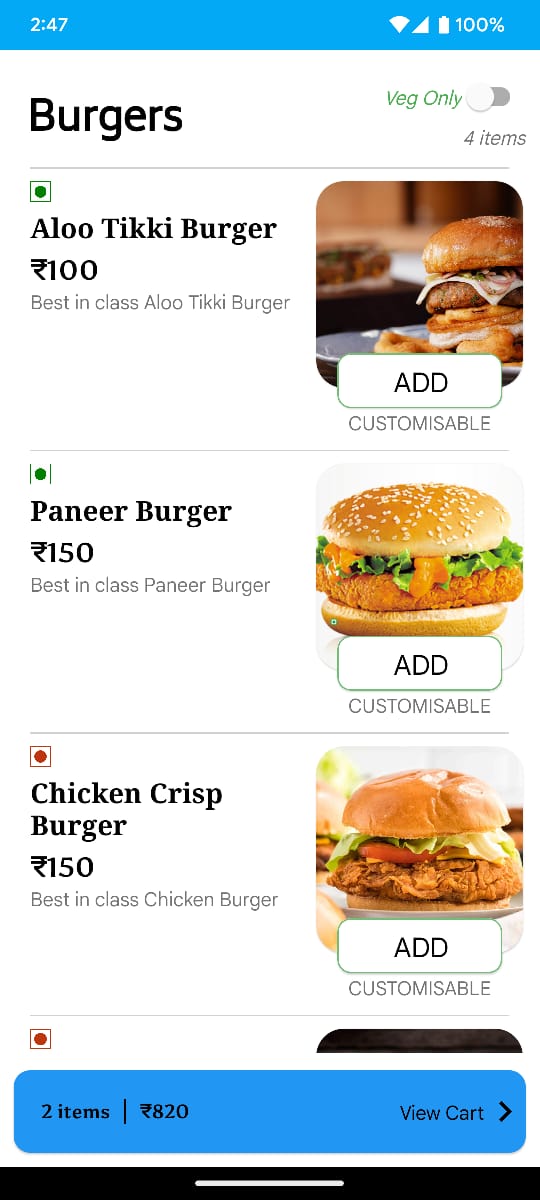 2:47
100%
Burgers
Veg Only
4 items
Aloo Tikki Burger
₹100
Best in class Aloo Tikki Burger
ADD
CUSTOMISABLE
Paneer Burger
₹150
Best in class Paneer Burger
ADD
CUSTOMISABLE
Chicken Crisp
Burger
₹150
Best in class Chicken Burger
ADD
CUSTOMISABLE
2 items | ₹820
View Cart